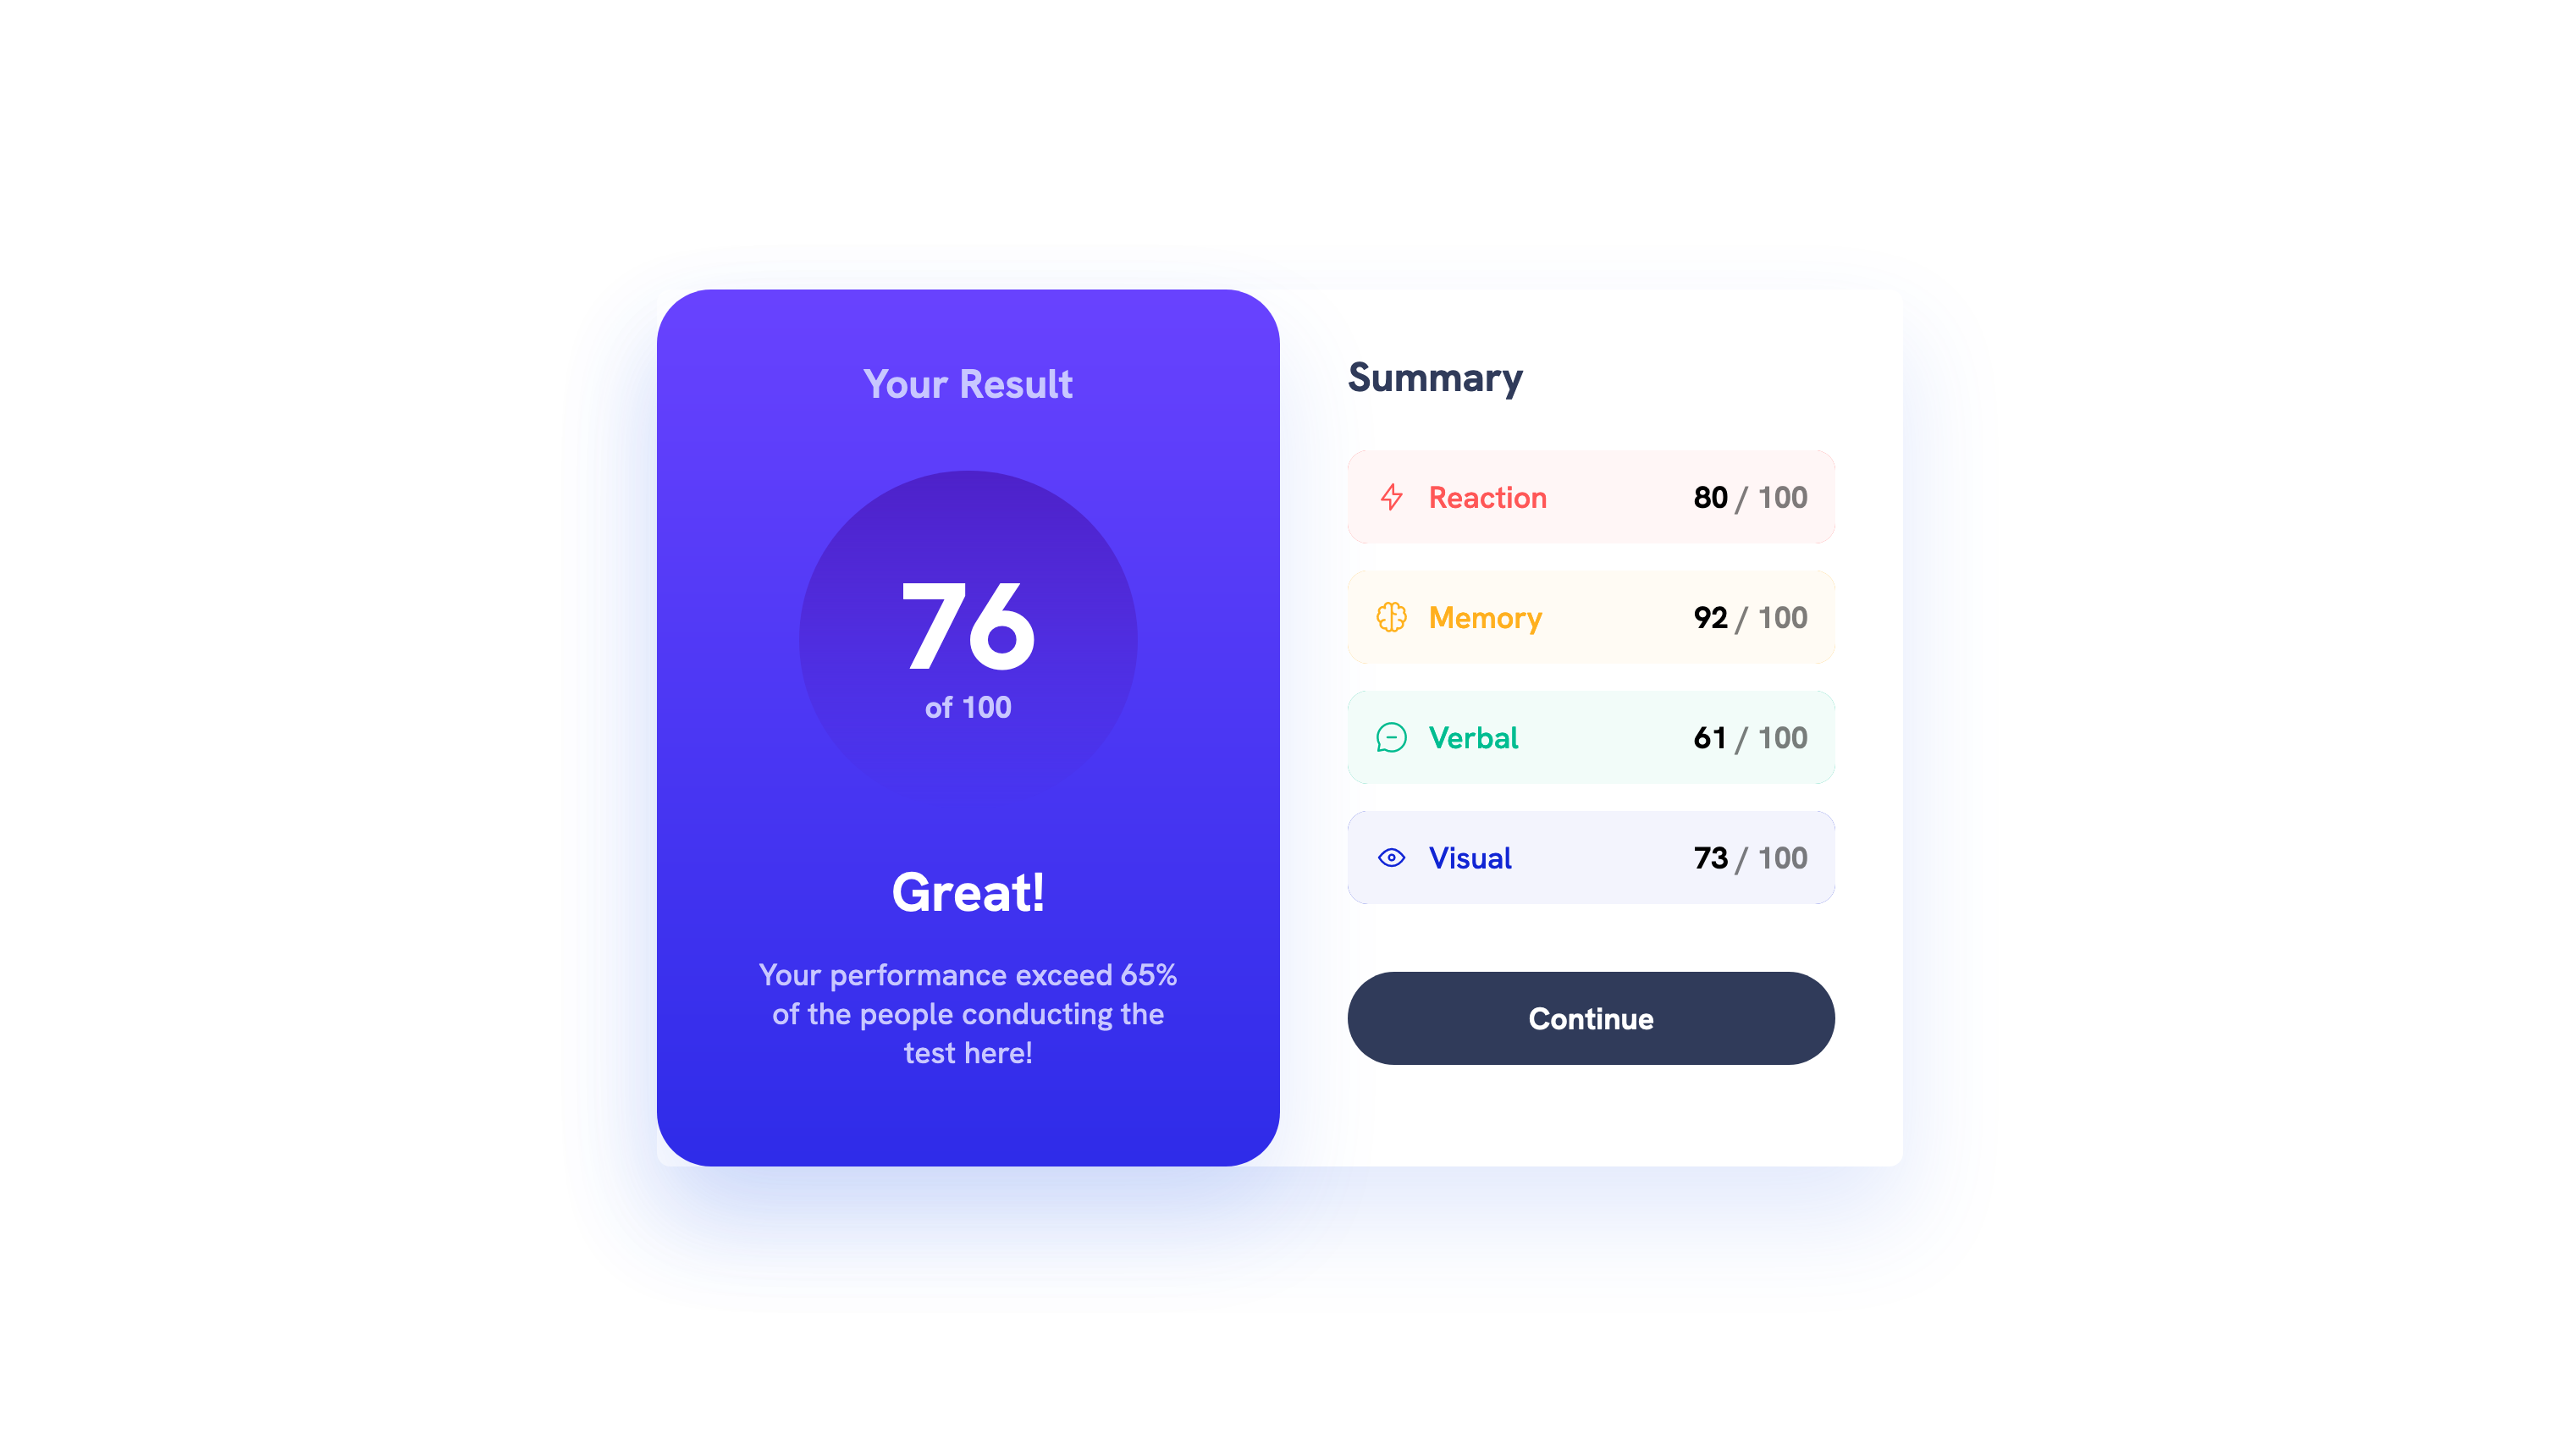 Your Result
76
of 100
Great!
Your performance exceed 65%
of the people conducting the
test here!
Summary
Reaction 80 / 100
Memory 92 / 100
Verbal 61 / 100
Visual 73 / 100
Continue